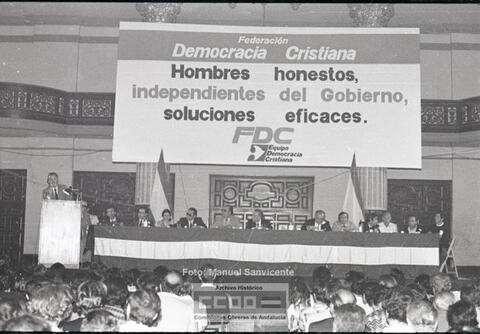 Federación
Democracia Cristiana
Hombres honestos,
independientes del Gobierno,
soluciones eficaces.
FDC
Equipo
Democracia
Cristiana
Foto: Manuel Sanvicente
Archivo Histórico
CCOO
Comisiones Obreras de Andalucía